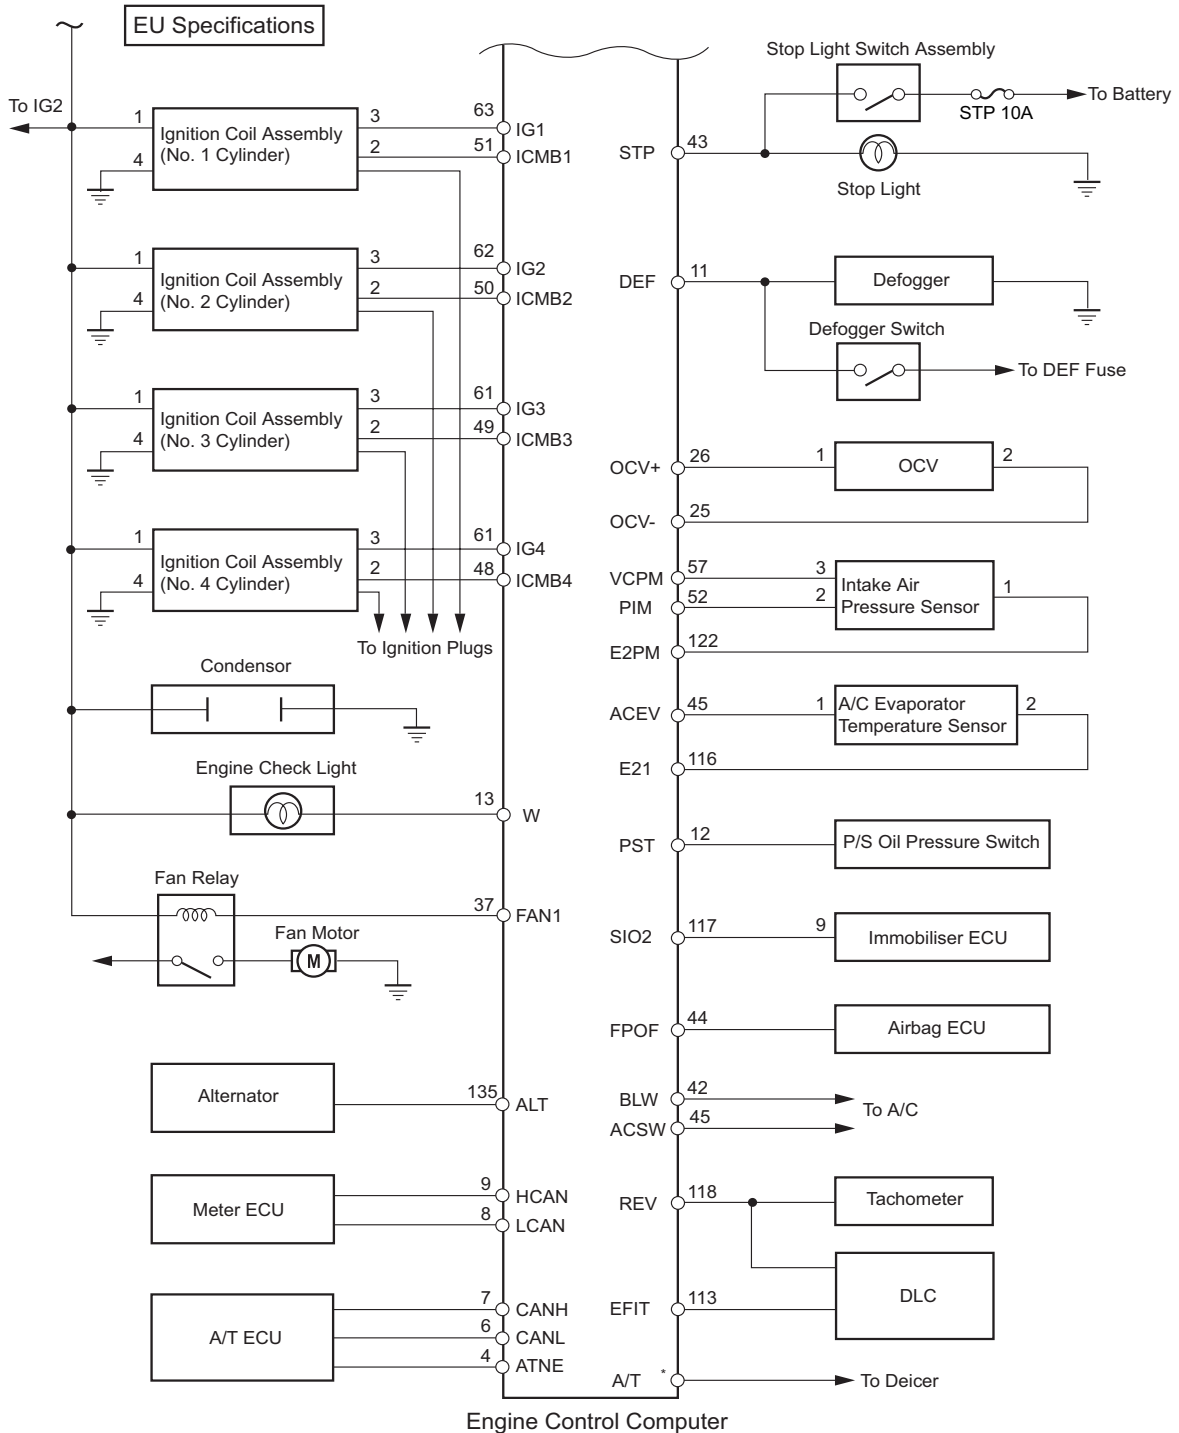 EU Specifications
To IG2
1
Ignition Coil Assembly
(No. 1 Cylinder)
4
3
2
63
51
IG1
ICMB1
1
Ignition Coil Assembly
(No. 2 Cylinder)
4
3
2
62
50
IG2
ICMB2
1
Ignition Coil Assembly
(No. 3 Cylinder)
4
3
2
61
49
IG3
ICMB3
1
Ignition Coil Assembly
(No. 4 Cylinder)
4
3
2
61
48
IG4
ICMB4
To Ignition Plugs
Condensor
Engine Check Light
13
W
Fan Relay
37
FAN1
Fan Motor
M
Alternator
135
ALT
Meter ECU
9
HCAN
8
LCAN
A/T ECU
7
CANH
6
CANL
4
ATNE
Stop Light Switch Assembly
To Battery
STP 10A
STP
43
Stop Light
DEF
11
Defogger
Defogger Switch
To DEF Fuse
OCV+
26
1
OCV
2
OCV-
25
VCPM
57
3
PIM
52
2
Intake Air
Pressure Sensor
1
E2PM
122
ACEV
45
1
A/C Evaporator
Temperature Sensor
2
E21
116
PST
12
P/S Oil Pressure Switch
SIO2
117
9
Immobiliser ECU
FPOF
44
Airbag ECU
BLW
42
ACSW
45
To A/C
REV
118
Tachometer
EFIT
113
DLC
A/T
*
To Deicer
Engine Control Computer